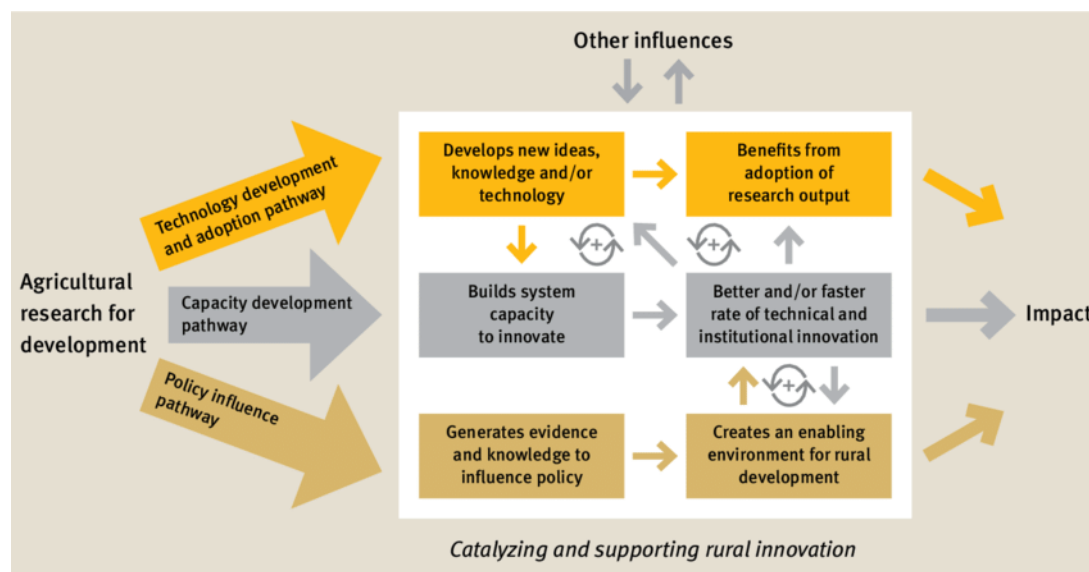 Other influences
Agricultural
research for
development
Technology development
and adoption pathway
Capacity development
pathway
Policy influence
pathway
Develops new ideas,
knowledge and/or
technology
Benefits from
adoption of
research output
+
+
Builds system
capacity
to innovate
Better and/or faster
rate of technical and
institutional innovation
+
Generates evidence
and knowledge to
influence policy
Creates an enabling
environment for rural
development
Impact
Catalyzing and supporting rural innovation